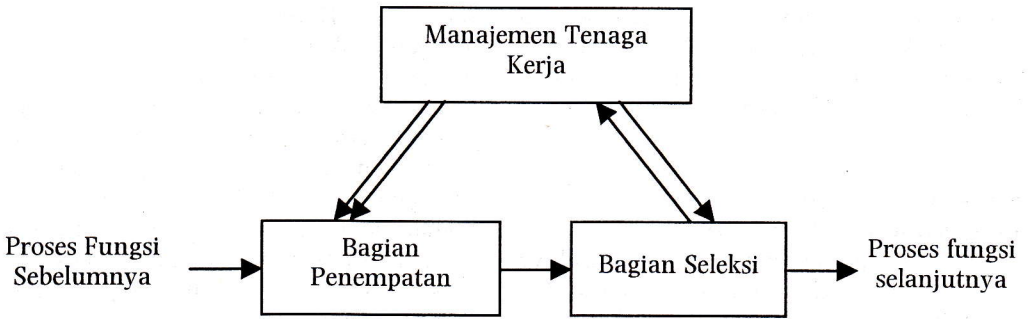 Manajemen Tenaga
Kerja
Proses Fungsi
Sebelumnya
Bagian
Penempatan
Bagian Seleksi
Proses fungsi
selanjutnya